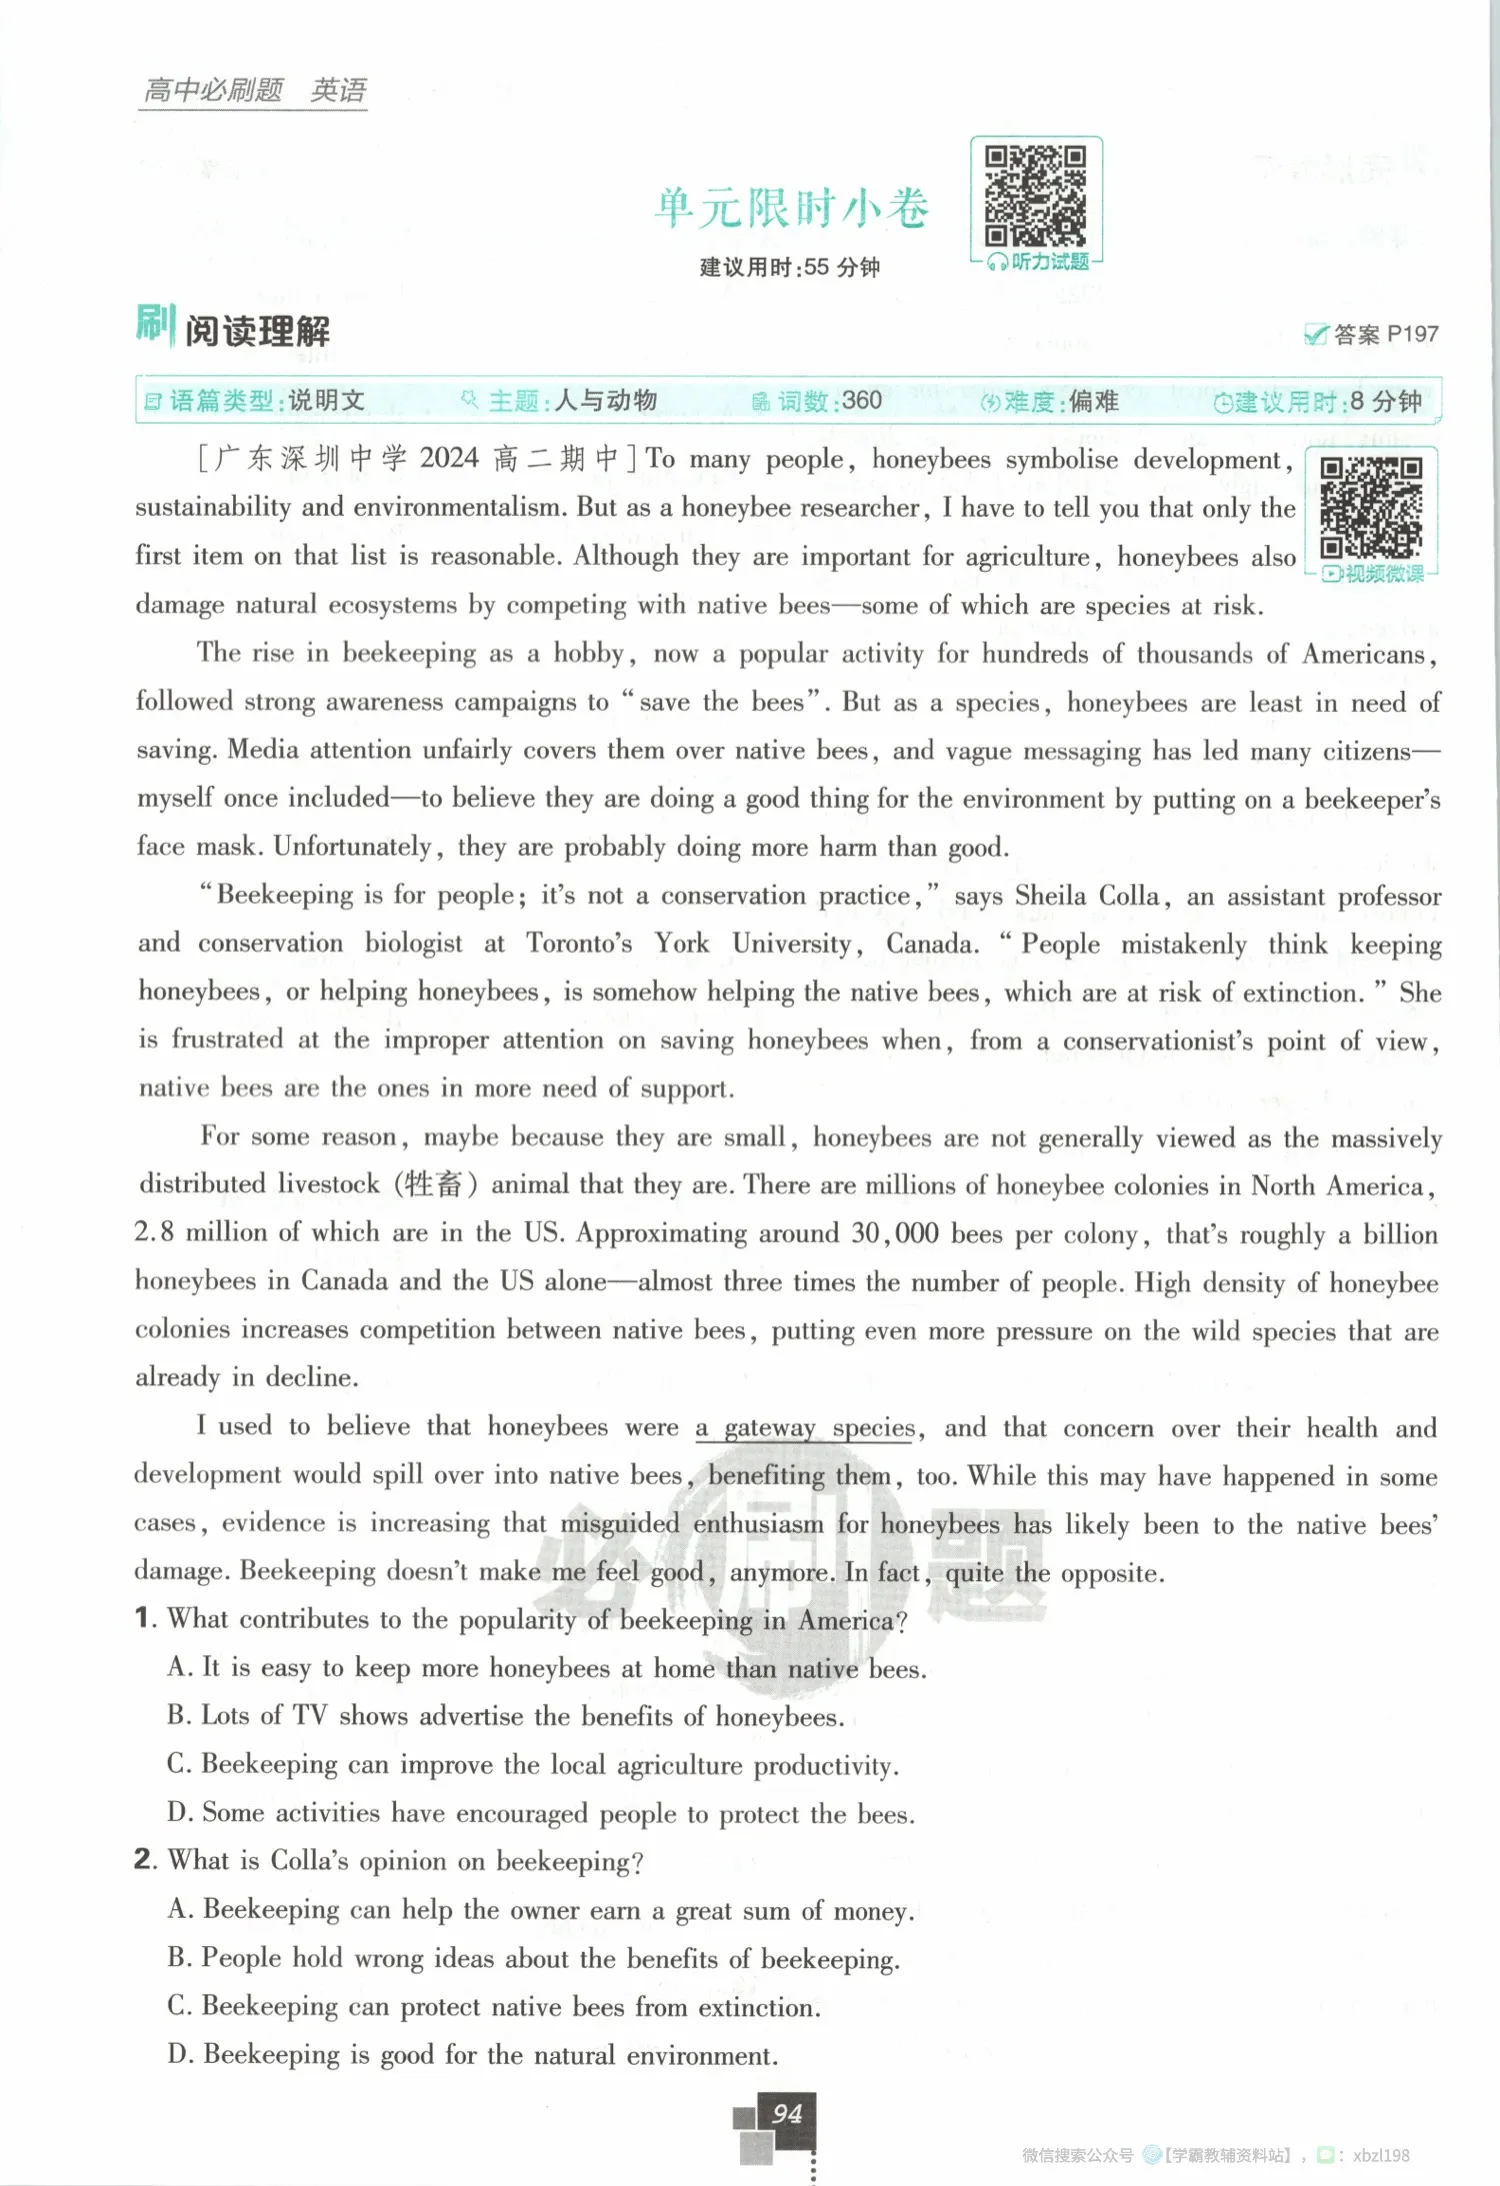 高中必刷题 英语
单元限时小卷
建议用时:55 分钟
听力试题
刷 阅读理解
答案 P197
语篇类型:说明文 主题:人与动物 词数:360 难度:偏难 建议用时:8 分钟
[广东深圳中学 2024 高二期中]To many people, honeybees symbolise development,
sustainability and environmentalism. But as a honeybee researcher, I have to tell you that only the
first item on that list is reasonable. Although they are important for agriculture, honeybees also
视频微课
damage natural ecosystems by competing with native bees—some of which are species at risk.
The rise in beekeeping as a hobby, now a popular activity for hundreds of thousands of Americans,
followed strong awareness campaigns to “save the bees”. But as a species, honeybees are least in need of
saving. Media attention unfairly covers them over native bees, and vague messaging has led many citizens—
myself once included—to believe they are doing a good thing for the environment by putting on a beekeeper's
face mask. Unfortunately, they are probably doing more harm than good.
“Beekeeping is for people; it's not a conservation practice,” says Sheila Colla, an assistant professor
and conservation biologist at Toronto's York University, Canada. “People mistakenly think keeping
honeybees, or helping honeybees, is somehow helping the native bees, which are at risk of extinction.” She
is frustrated at the improper attention on saving honeybees when, from a conservationist's point of view,
native bees are the ones in more need of support.
For some reason, maybe because they are small, honeybees are not generally viewed as the massively
distributed livestock (牲畜) animal that they are. There are millions of honeybee colonies in North America,
2.8 million of which are in the US. Approximating around 30,000 bees per colony, that's roughly a billion
honeybees in Canada and the US alone—almost three times the number of people. High density of honeybee
colonies increases competition between native bees, putting even more pressure on the wild species that are
already in decline.
I used to believe that honeybees were a gateway species, and that concern over their health and
development would spill over into native bees, benefiting them, too. While this may have happened in some
cases, evidence is increasing that misguided enthusiasm for honeybees has likely been to the native bees'
damage. Beekeeping doesn't make me feel good, anymore. In fact, quite the opposite.
必刷题
1. What contributes to the popularity of beekeeping in America?
A. It is easy to keep more honeybees at home than native bees.
B. Lots of TV shows advertise the benefits of honeybees.
C. Beekeeping can improve the local agriculture productivity.
D. Some activities have encouraged people to protect the bees.
2. What is Colla's opinion on beekeeping?
A. Beekeeping can help the owner earn a great sum of money.
B. People hold wrong ideas about the benefits of beekeeping.
C. Beekeeping can protect native bees from extinction.
D. Beekeeping is good for the natural environment.
94
微信搜索公众号【学霸教辅资料站】,:xbzl198